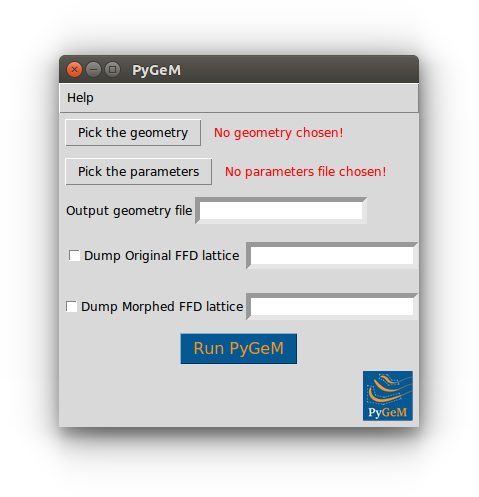 PyGeM
Help
Pick the geometry No geometry chosen!
Pick the parameters No parameters file chosen!
Output geometry file
Dump Original FFD lattice
Dump Morphed FFD lattice
Run PyGeM
PyGeM